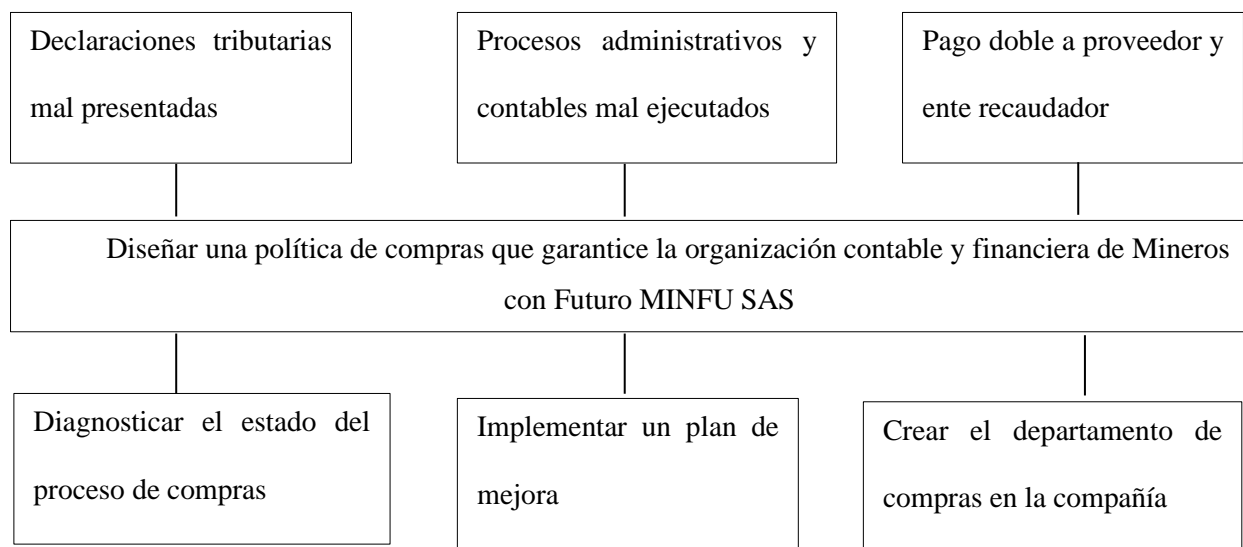 Declaraciones tributarias
mal presentadas
Procesos administrativos y
contables mal ejecutados
Pago doble a proveedor y
ente recaudador
Diseñar una política de compras que garantice la organización contable y financiera de Mineros
con Futuro MINFU SAS
Diagnosticar el estado del
proceso de compras
Implementar un plan de
mejora
Crear el departamento de
compras en la compañía